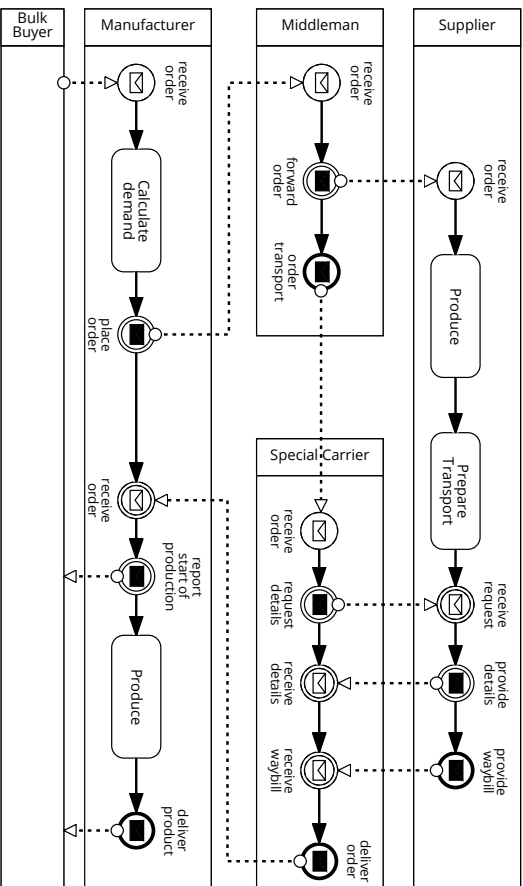 Bulk
Buyer
Manufacturer
Middleman
Supplier
receive
order
Calculate
demand
place
order
receive
order
report
start of
production
Produce
deliver
product
receive
order
forward
order
order
transport
Special Carrier
receive
order
request
details
receive
details
receive
waybill
deliver
order
receive
order
Produce
Prepare
Transport
receive
request
provide
details
provide
waybill